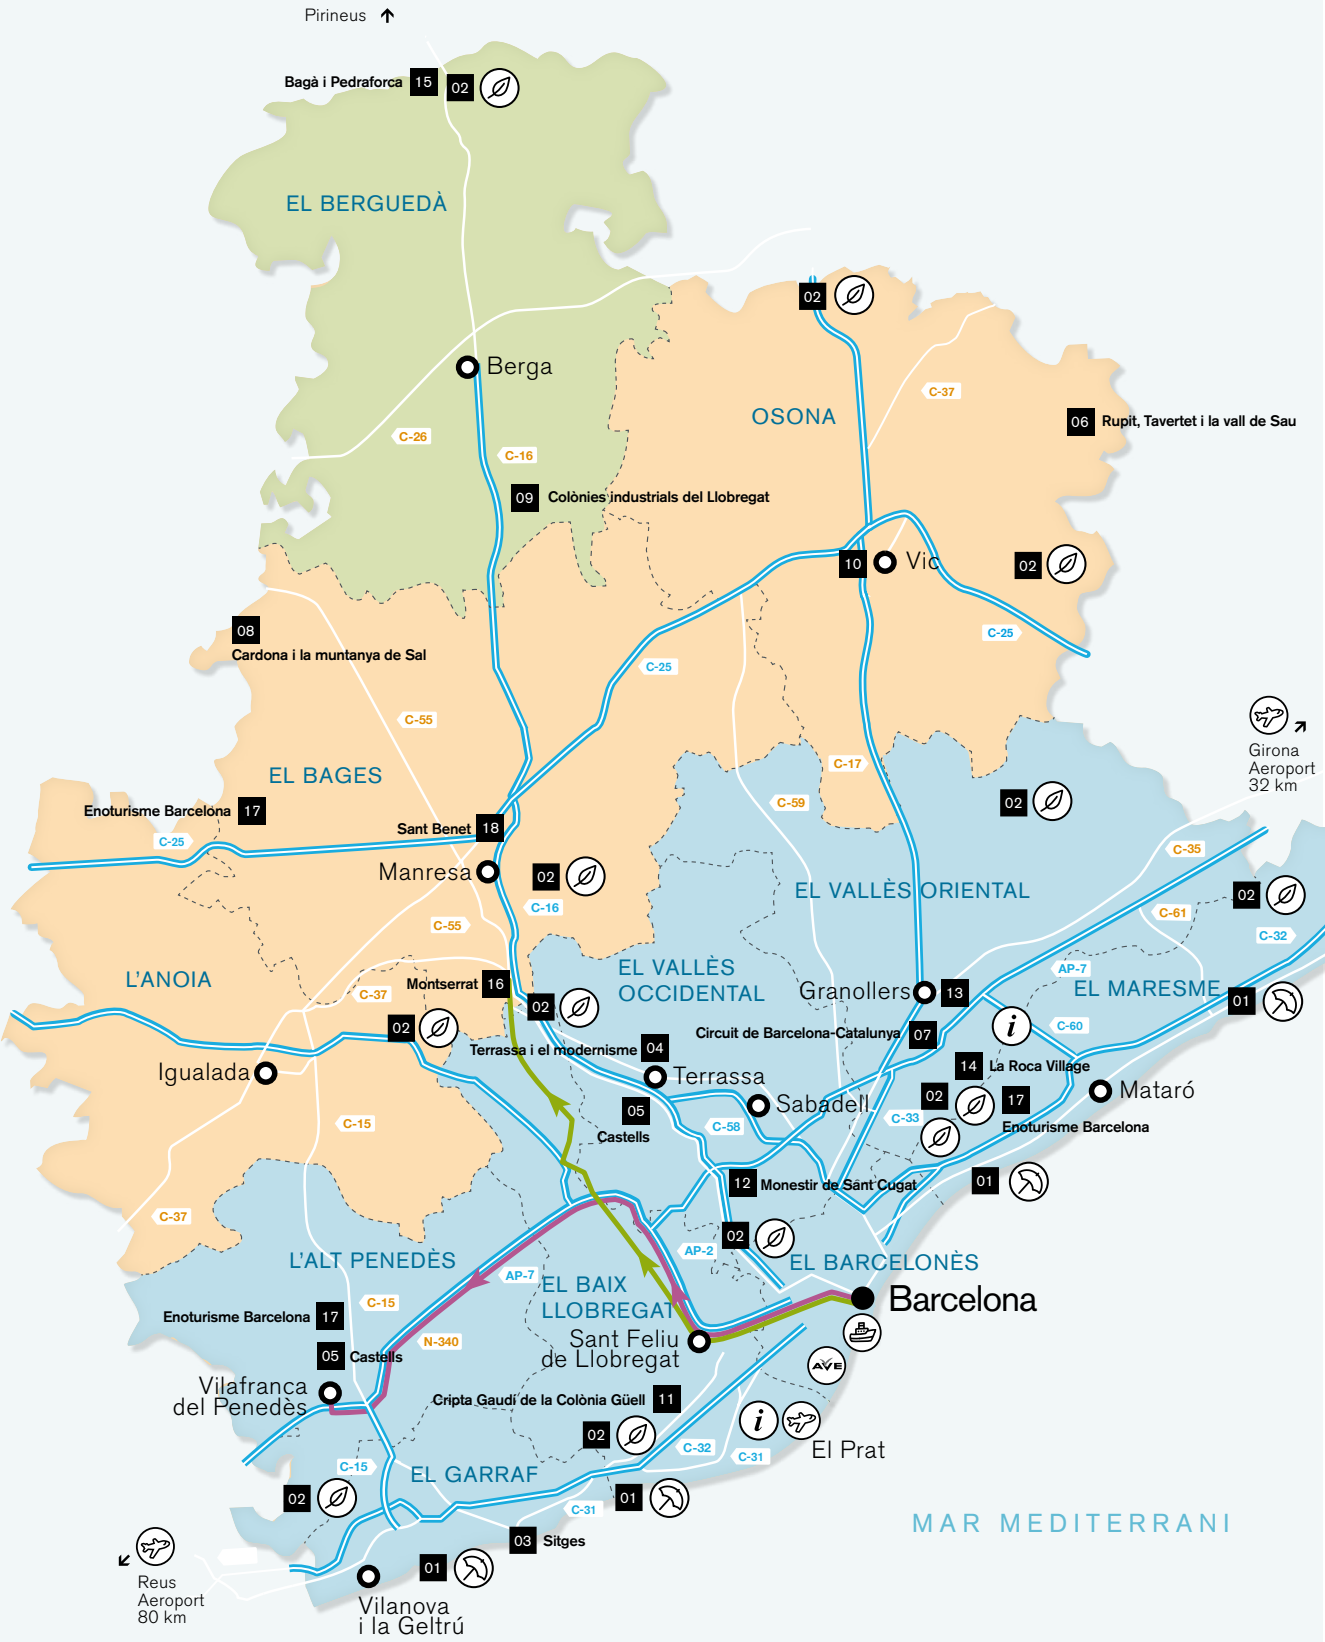 Pirineus
Bagà i Pedraforca 15 02
EL BERGUEDÀ
02
Berga
C-37
OSONA
06 Rupit, Tavertet i la vall de Sau
C-26
C-16
09 Colònies industrials del Llobregat
10 Vic
02
08
Cardona i la muntanya de Sal
C-25
C-25
C-55
Girona
Aeroport
32 km
EL BAGES
C-17
C-59
02
Enoturisme Barcelona 17
Sant Benet 18
C-25
C-35
Manresa
02
EL VALLÈS ORIENTAL
02
C-16
C-61
C-55
C-32
L'ANOIA
EL VALLÈS
OCCIDENTAL
AP-7
Montserrat 16
C-37
Granollers 13
EL MARESME
01
02
02
i
C-60
Circuit de Barcelona-Catalunya 07
Terrassa i el modernisme 04
14 La Roca Village
Igualada
Terrassa
02
17
Mataró
Sabadell
05
Castells
C-58
C-33
Enoturisme Barcelona
C-15
12 Monestir de Sant Cugat
01
C-37
02
AP-2
L'ALT PENEDÈS
EL BARCELONÈS
AP-7
EL BAIX
LLOBREGAT
Barcelona
C-15
Enoturisme Barcelona 17
N-340
Sant Feliu
de Llobregat
05 Castells
AVE
Vilafranca
del Penedès
Cripta Gaudí de la Colònia Güell 11
02
i
El Prat
C-32
C-31
C-15
EL GARRAF
02
01
C-31
MAR MEDITERRANI
03 Sitges
01
Reus
Aeroport
80 km
Vilanova
i la Geltrú